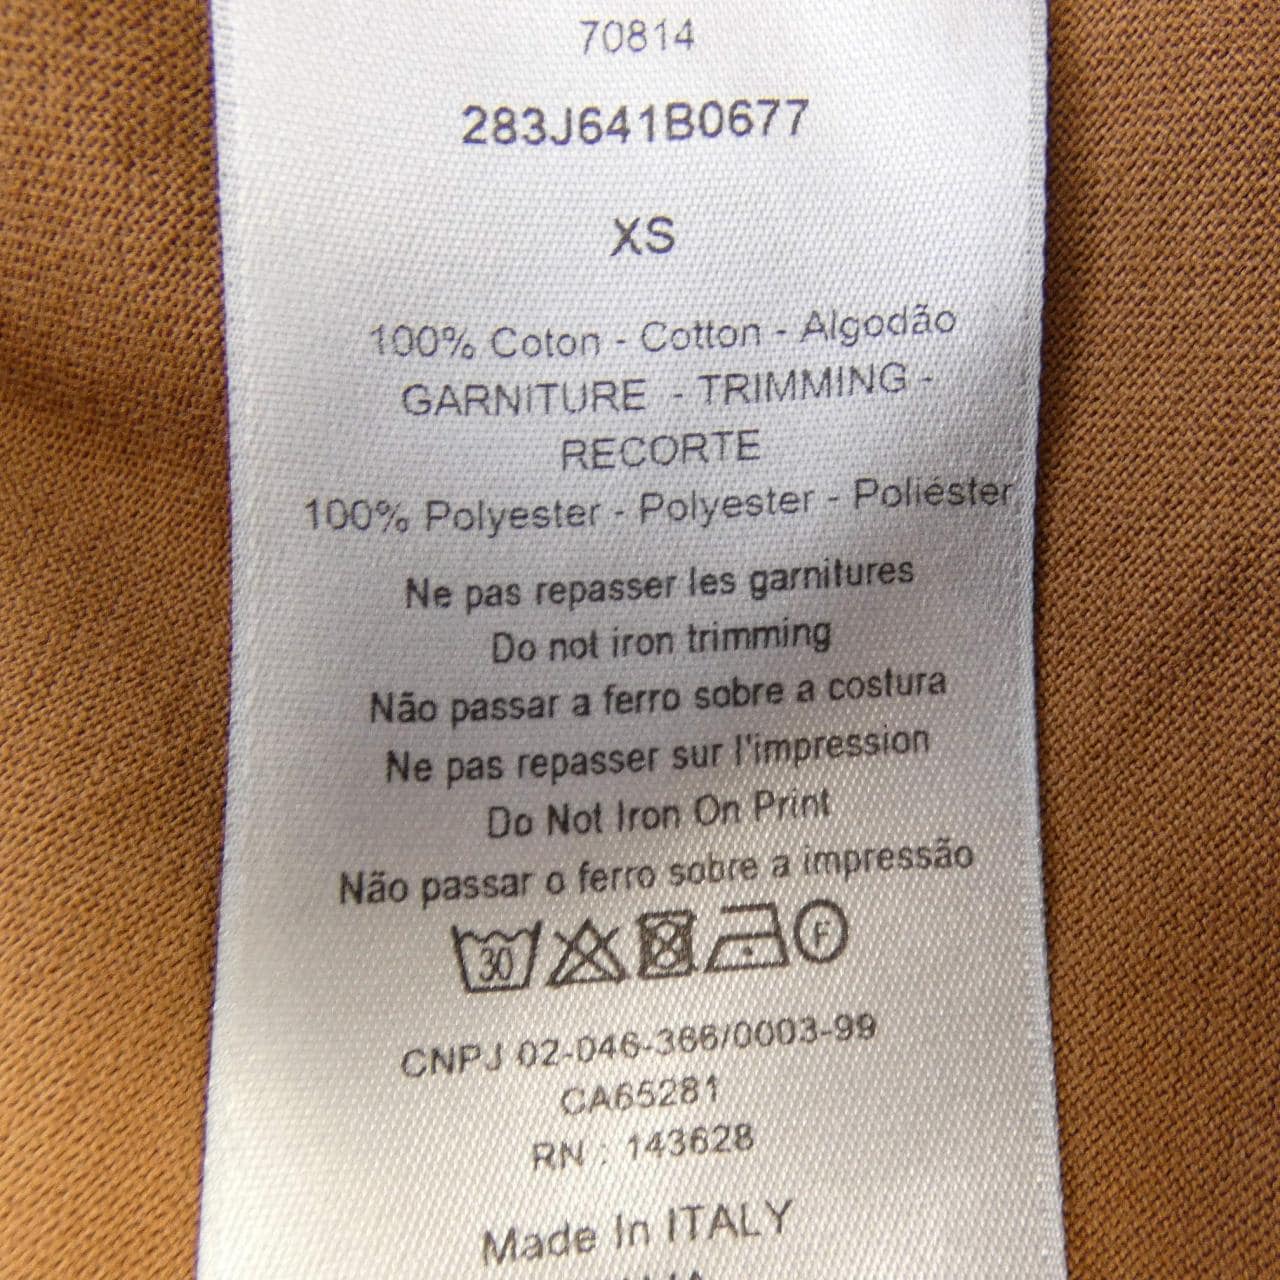 70814
283J641B0677
XS
100% Coton - Cotton - Algodão
GARNITURE - TRIMMING -
RECORTE
100% Polyester - Polyester - Poliéster
Ne pas repasser les garnitures
Do not iron trimming
Não passar a ferro sobre a costura
Ne pas repasser sur l'impression
Do Not Iron On Print
Não passar o ferro sobre a impressão
30 F
CNPJ 02-046-366/0003-99
CA65281
RN : 143628
Made In ITALY